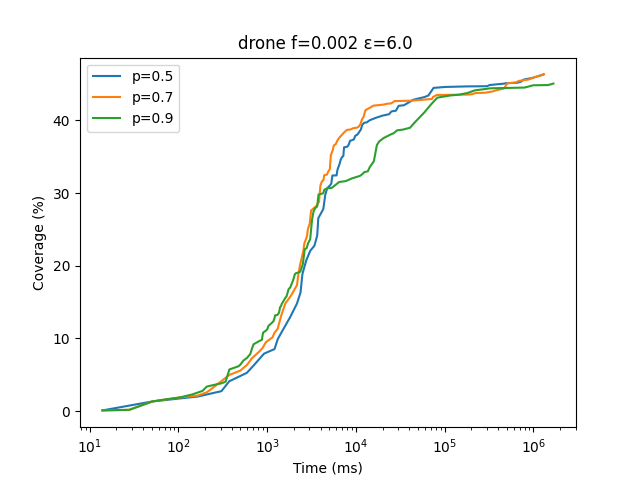 drone f=0.002 ε=6.0
p=0.5
p=0.7
p=0.9
Coverage (%)
40
30
20
10
0
10¹ 10² 10³ 10⁴ 10⁵ 10⁶
Time (ms)